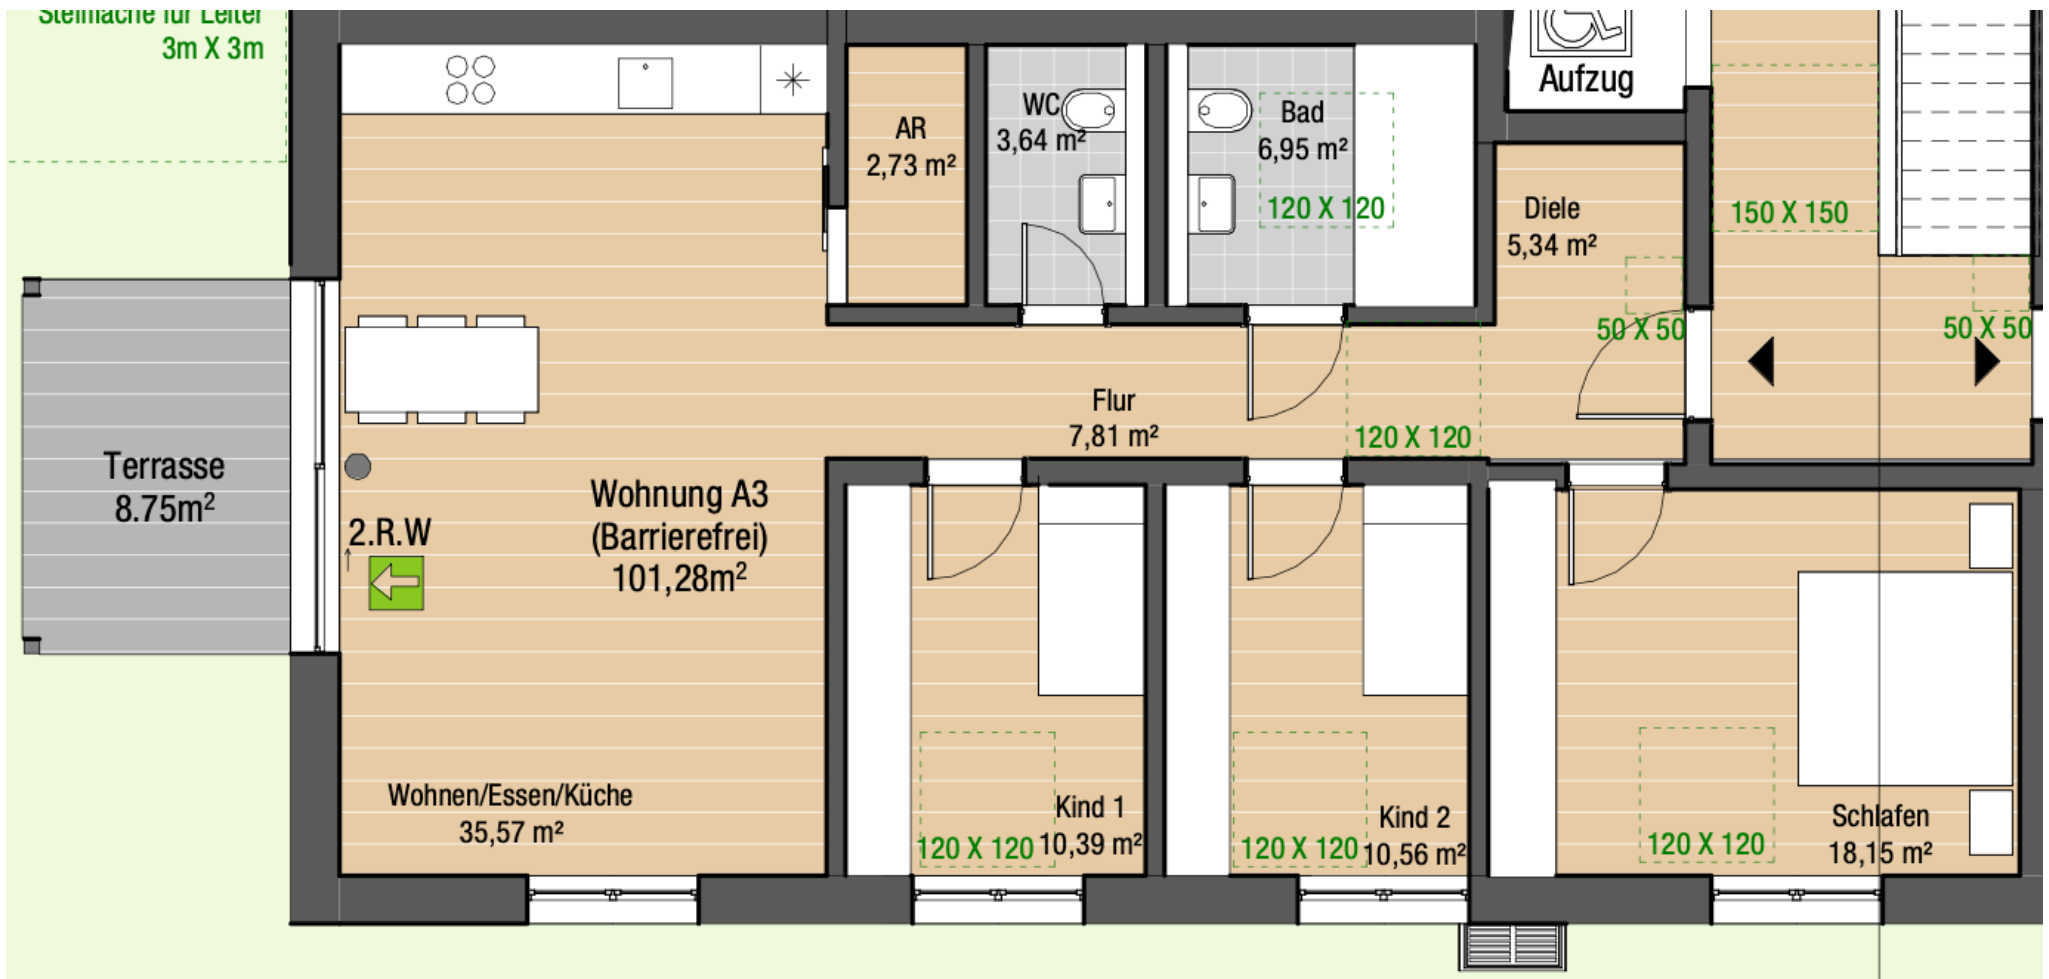 Stellfläche für Leiter
3m X 3m
Aufzug
WC
3,64 m²
Bad
6,95 m²
120 X 120
AR
2,73 m²
Diele
5,34 m²
150 X 150
50 X 50
50 X 50
Flur
7,81 m²
120 X 120
Terrasse
8.75m²
2.R.W
Wohnung A3
(Barrierefrei)
101,28m²
Wohnen/Essen/Küche
35,57 m²
Kind 1
10,39 m²
120 X 120
Kind 2
10,56 m²
120 X 120
Schlafen
18,15 m²
120 X 120